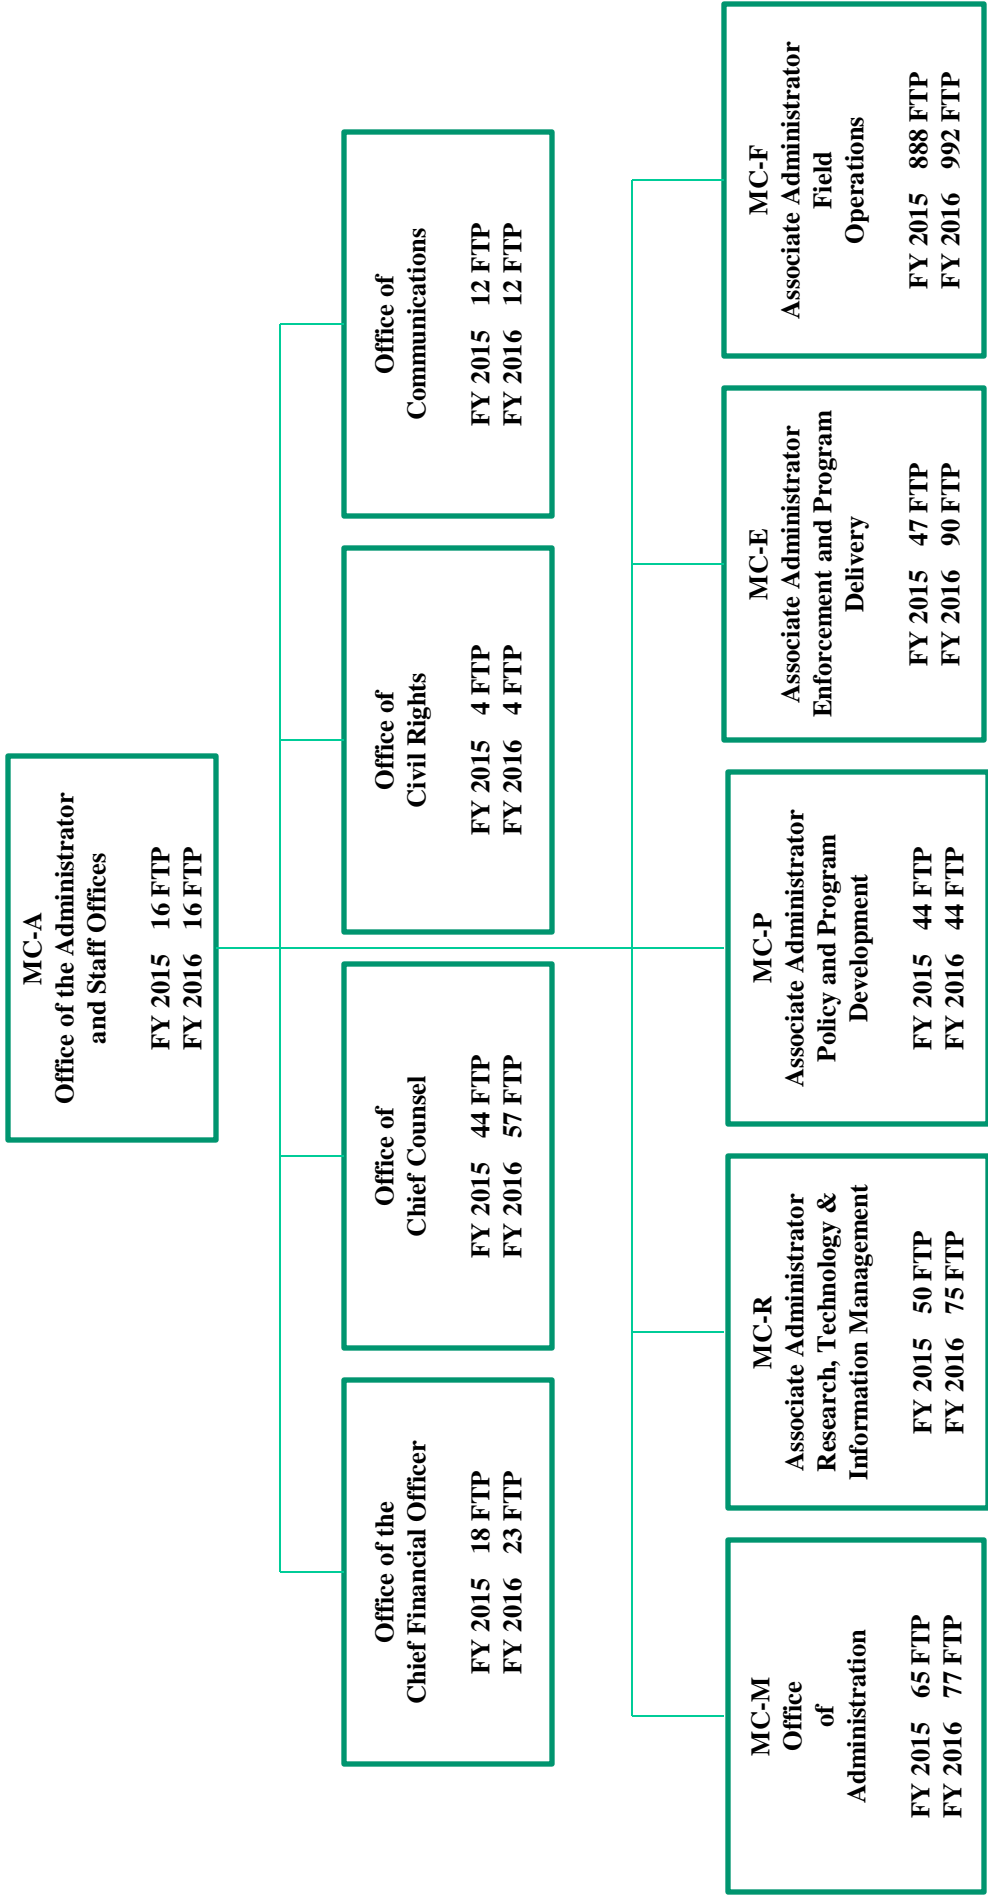 MC-A
Office of the Administrator
and Staff Offices
FY 2015 16 FTP
FY 2016 16 FTP
Office of the
Chief Financial Officer
FY 2015 18 FTP
FY 2016 23 FTP
Office of
Chief Counsel
FY 2015 44 FTP
FY 2016 57 FTP
Office of
Civil Rights
FY 2015 4 FTP
FY 2016 4 FTP
Office of
Communications
FY 2015 12 FTP
FY 2016 12 FTP
MC-M
Office
of
Administration
FY 2015 65 FTP
FY 2016 77 FTP
MC-R
Associate Administrator
Research, Technology &
Information Management
FY 2015 50 FTP
FY 2016 75 FTP
MC-P
Associate Administrator
Policy and Program
Development
FY 2015 44 FTP
FY 2016 44 FTP
MC-E
Associate Administrator
Enforcement and Program
Delivery
FY 2015 47 FTP
FY 2016 90 FTP
MC-F
Associate Administrator
Field
Operations
FY 2015 888 FTP
FY 2016 992 FTP